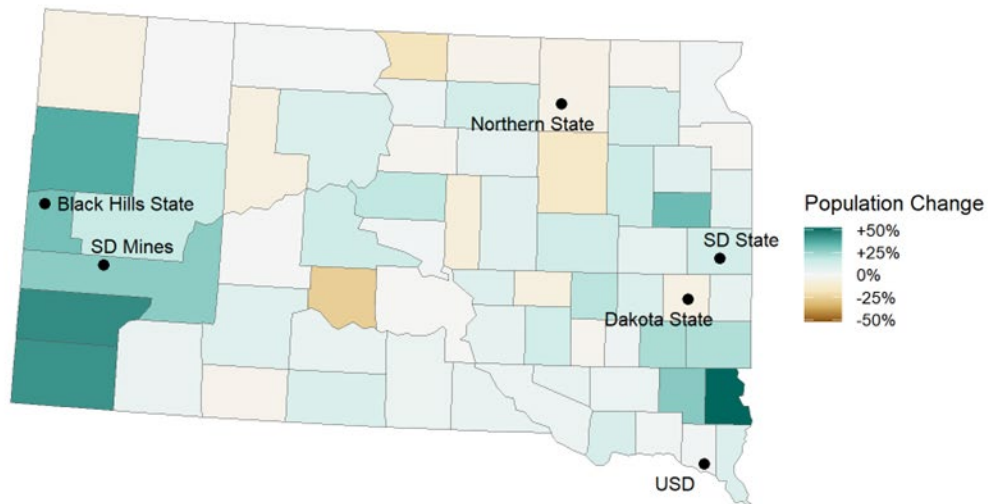 Northern State
Black Hills State
Population Change
+50%
SD Mines
SD State
+25%
0%
-25%
Dakota State
-50%
USD